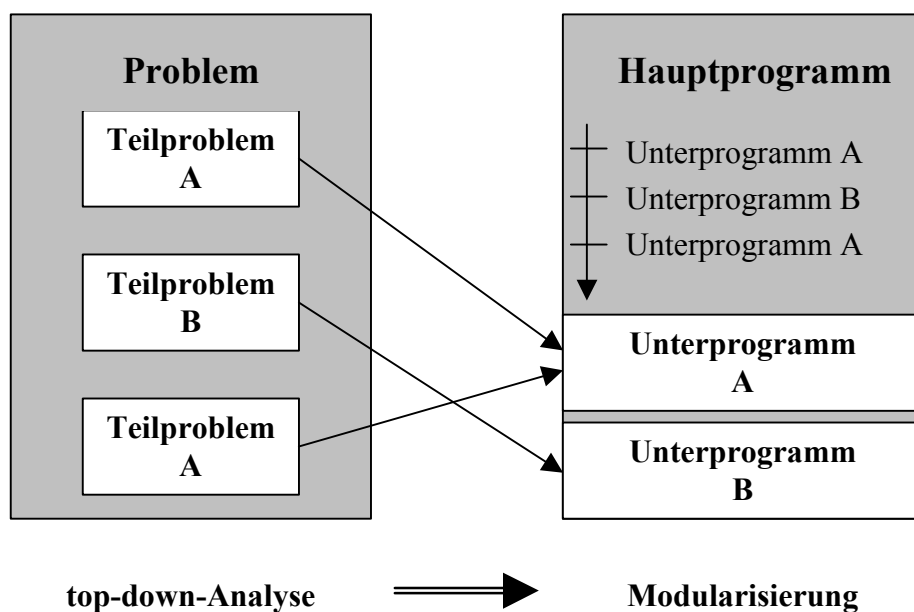 Problem
Teilproblem
A
Teilproblem
B
Teilproblem
A
Hauptprogramm
Unterprogramm A
Unterprogramm B
Unterprogramm A
Unterprogramm
A
Unterprogramm
B
top-down-Analyse
Modularisierung